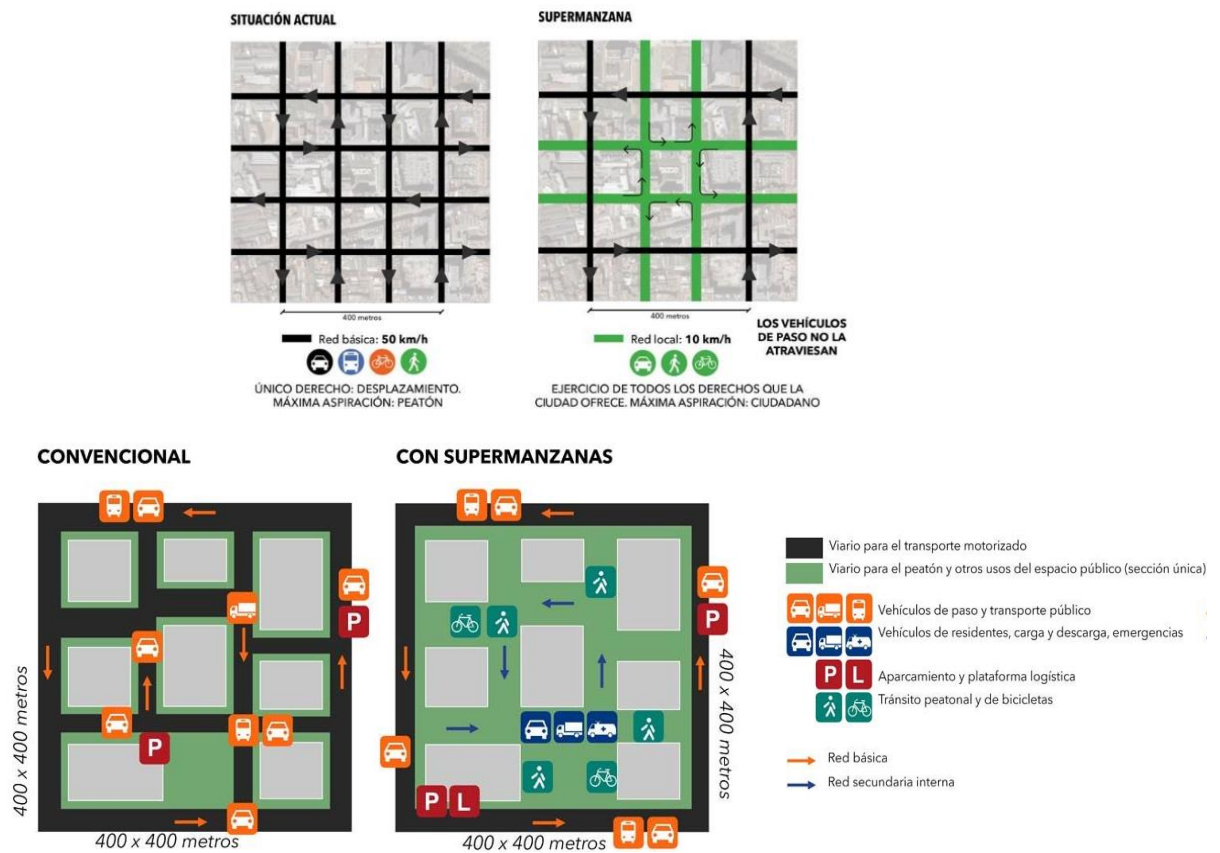 SITUACIÓN ACTUAL
SUPERMANZANA
400 metros
400 metros
Red básica: 50 km/h
Red local: 10 km/h
LOS VEHÍCULOS
DE PASO NO LA
ATRAVIESAN
ÚNICO DERECHO: DESPLAZAMIENTO.
MÁXIMA ASPIRACIÓN: PEATÓN
EJERCICIO DE TODOS LOS DERECHOS QUE LA
CIUDAD OFRECE. MÁXIMA ASPIRACIÓN: CIUDADANO
CONVENCIONAL
400 x 400 metros
P
P
400 x 400 metros
CON SUPERMANZANAS
P
400 x 400 metros
P L
400 x 400 metros
Viario para el transporte motorizado
Viario para el peatón y otros usos del espacio público (sección única)
Vehículos de paso y transporte público
Vehículos de residentes, carga y descarga, emergencias
P L
Aparcamiento y plataforma logística
Tránsito peatonal y de bicicletas
Red básica
Red secundaria interna